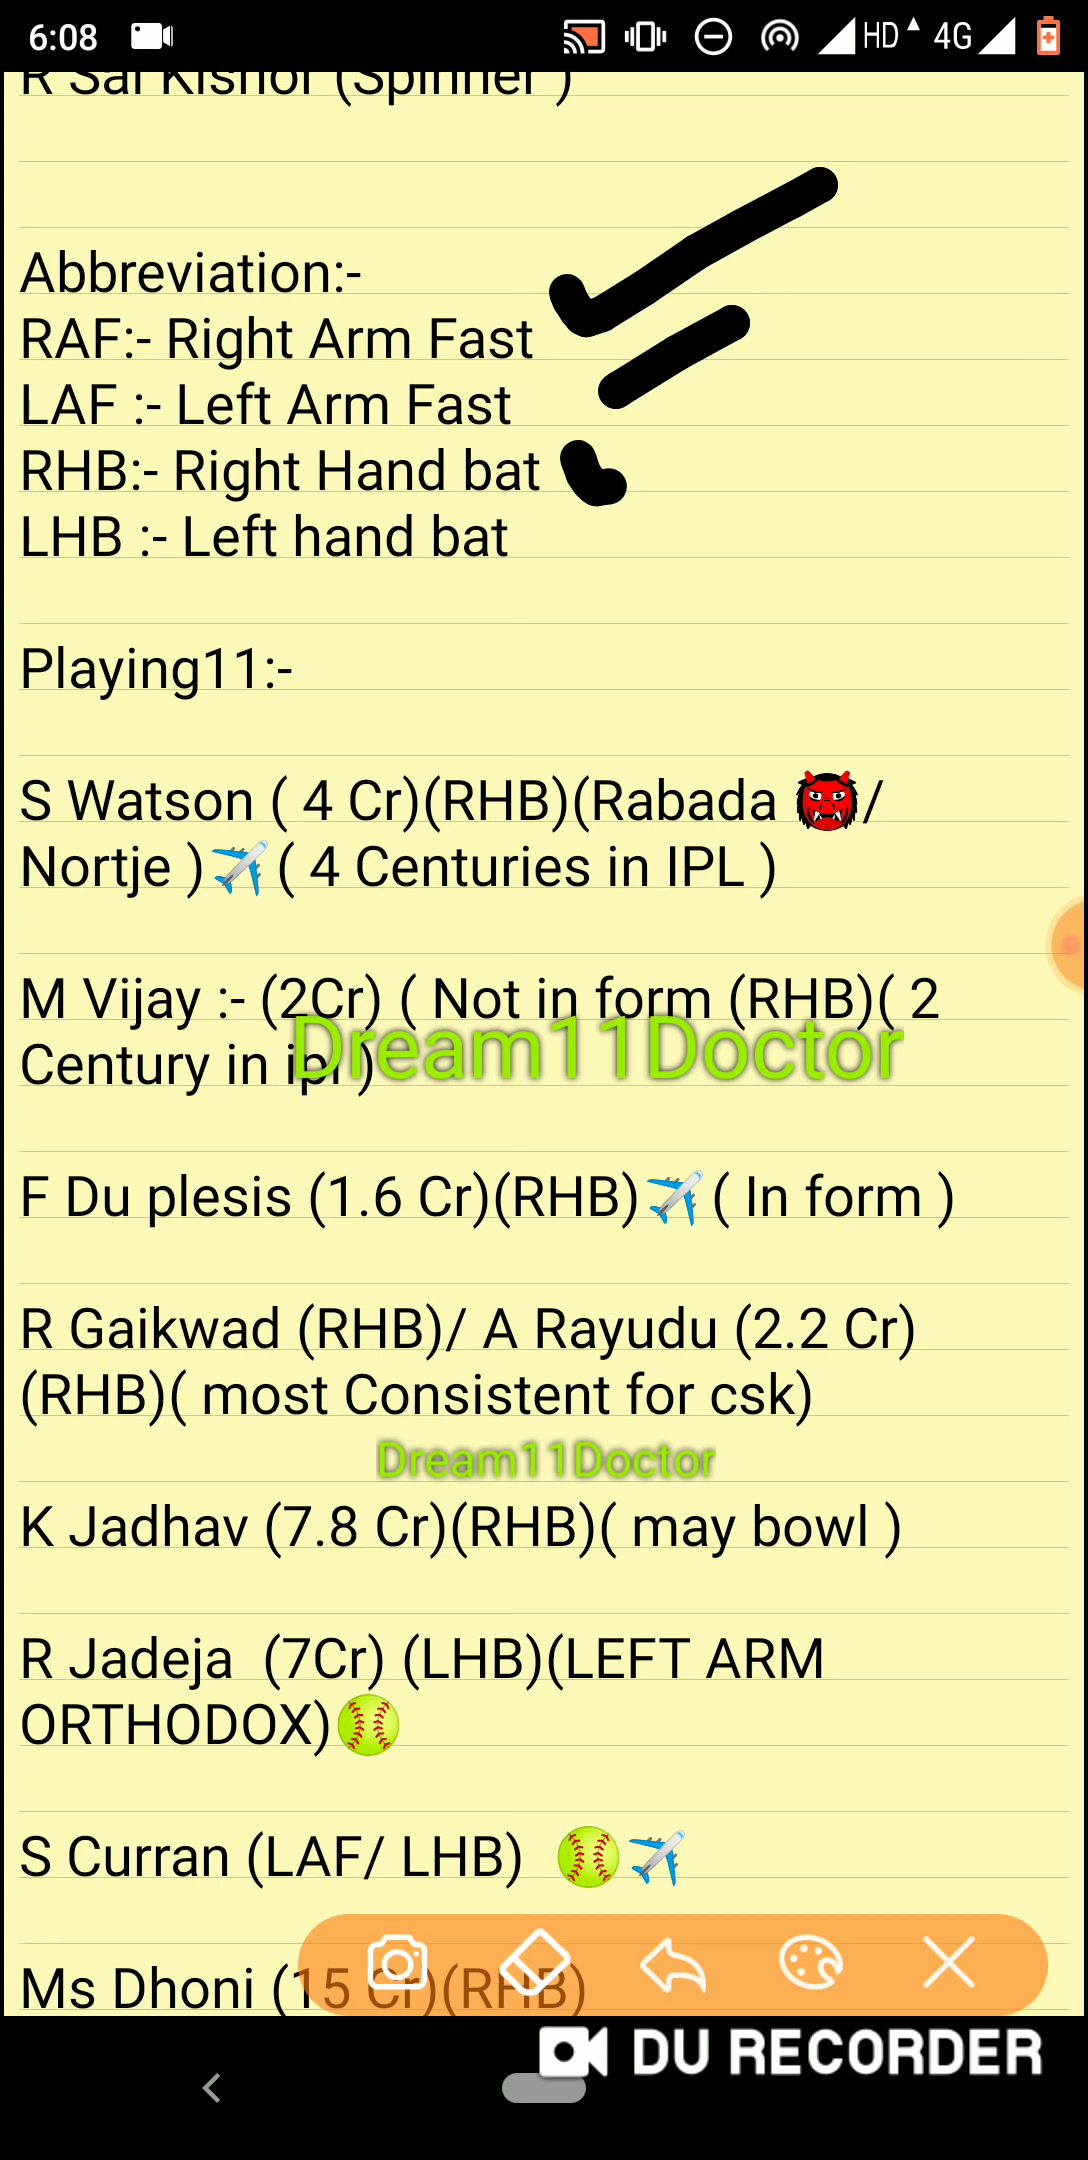 6:08 HD 4G
R Sai Kishor (Spinner )
Abbreviation:-
RAF:- Right Arm Fast
LAF :- Left Arm Fast
RHB:- Right Hand bat
LHB :- Left hand bat
Playing11:-
S Watson ( 4 Cr)(RHB)(Rabada 👹/
Nortje )✈️( 4 Centuries in IPL )
M Vijay :- (2Cr) ( Not in form (RHB)( 2
Century in ipl )
Dream11Doctor
F Du plesis (1.6 Cr)(RHB)✈️( In form )
R Gaikwad (RHB)/ A Rayudu (2.2 Cr)
(RHB)( most Consistent for csk)
Dream11Doctor
K Jadhav (7.8 Cr)(RHB)( may bowl )
R Jadeja (7Cr) (LHB)(LEFT ARM
ORTHODOX)🥎
S Curran (LAF/ LHB) 🥎✈️
Ms Dhoni (15 Cr)(RHB)
DU RECORDER